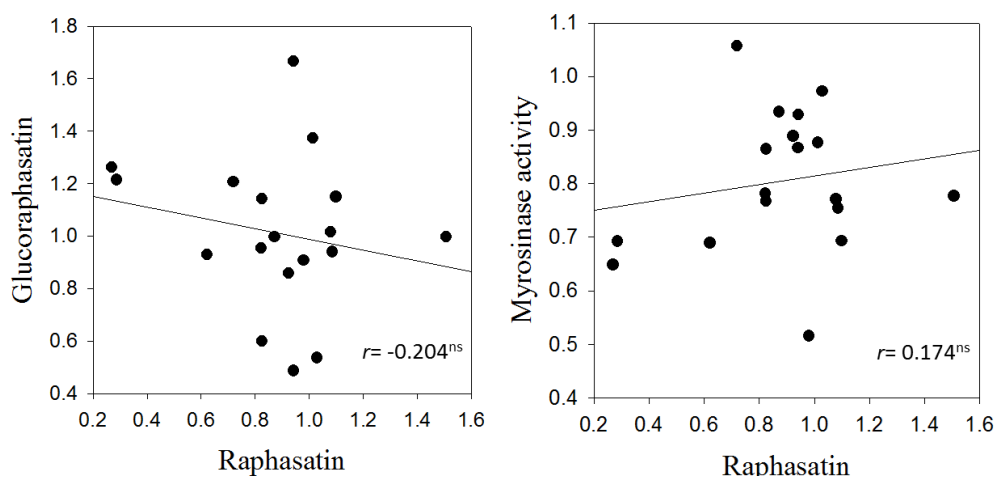 1.8
1.6
1.4
1.2
1.0
0.8
0.6
0.4
Glucoraphasatin
r= -0.204ns
0.2 0.4 0.6 0.8 1.0 1.2 1.4 1.6
Raphasatin
1.1
1.0
0.9
0.8
0.7
0.6
0.5
0.4
Myrosinase activity
r= 0.174ns
0.2 0.4 0.6 0.8 1.0 1.2 1.4 1.6
Raphasatin